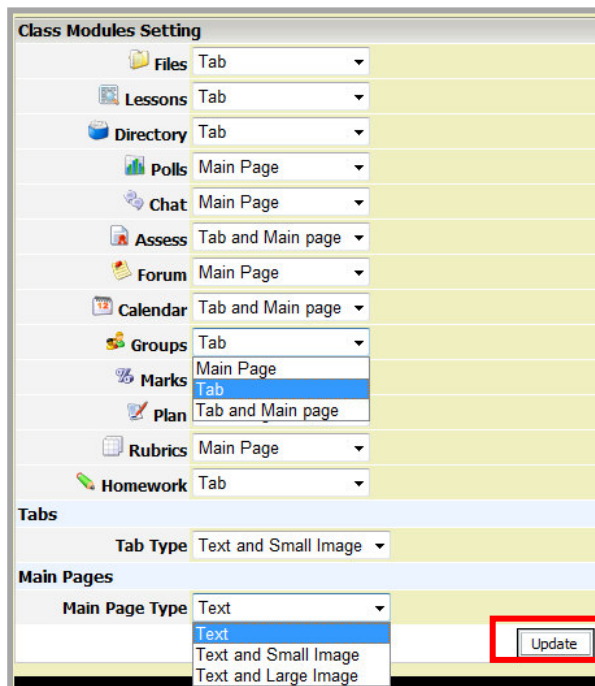 Class Modules Setting
Files Tab
Lessons Tab
Directory Tab
Polls Main Page
Chat Main Page
Assess Tab and Main page
Forum Main Page
12
Calendar Tab and Main page
Groups Tab
Main Page
Marks
Tab
Plan Tab and Main page
Rubrics Main Page
Homework Tab
Tabs
Tab Type Text and Small Image
Main Pages
Main Page Type Text
Text
Update
Text and Small Image
Text and Large Image